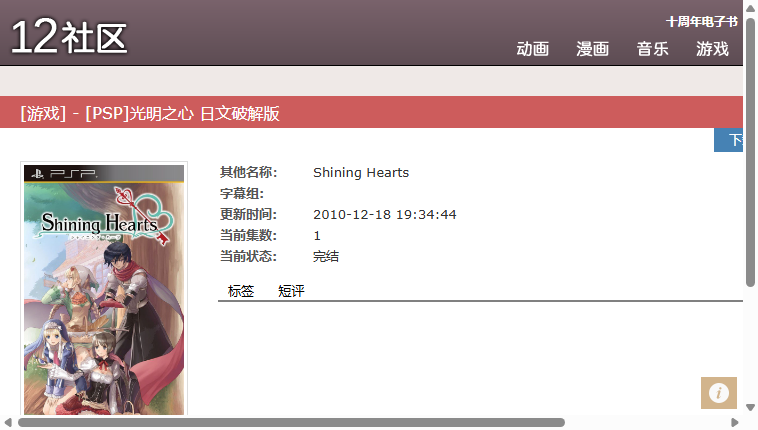 12社区
十周年电子书
动画 漫画 音乐 游戏
[游戏] - [PSP]光明之心 日文破解版
下
PSP
Shining Hearts
其他名称: Shining Hearts
字幕组:
更新时间: 2010-12-18 19:34:44
当前集数: 1
当前状态: 完结
标签 短评